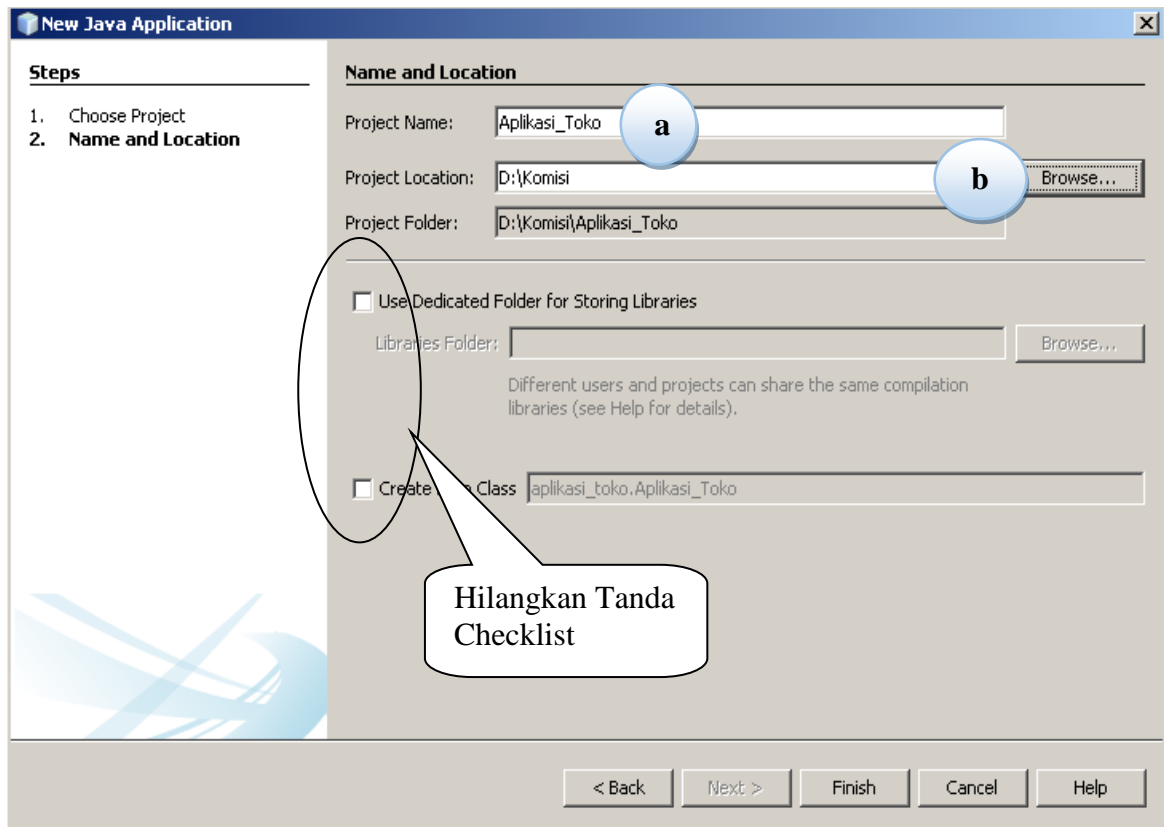 New Java Application
Steps
1. Choose Project
2. Name and Location
Name and Location
Project Name: Aplikasi_Toko
a
Project Location: D:\Komisi
b
Browse...
Project Folder: D:\Komisi\Aplikasi_Toko
Use Dedicated Folder for Storing Libraries
Libraries Folder:
Browse...
Different users and projects can share the same compilation
libraries (see Help for details).
Create Class aplikasi_toko.Aplikasi_Toko
Hilangkan Tanda
Checklist
< Back
Next >
Finish
Cancel
Help